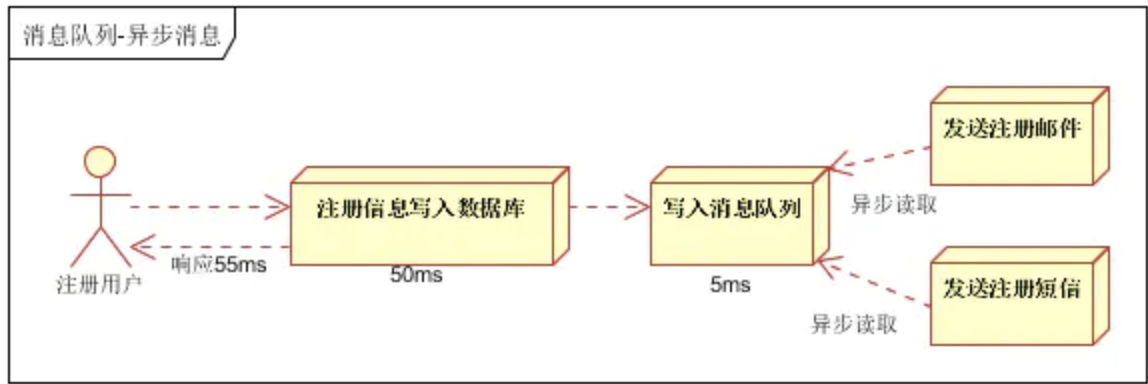 消息队列-异步消息
发送注册邮件
注册信息写入数据库
写入消息队列
异步读取
响应55ms
50ms
5ms
注册用户
发送注册短信
异步读取